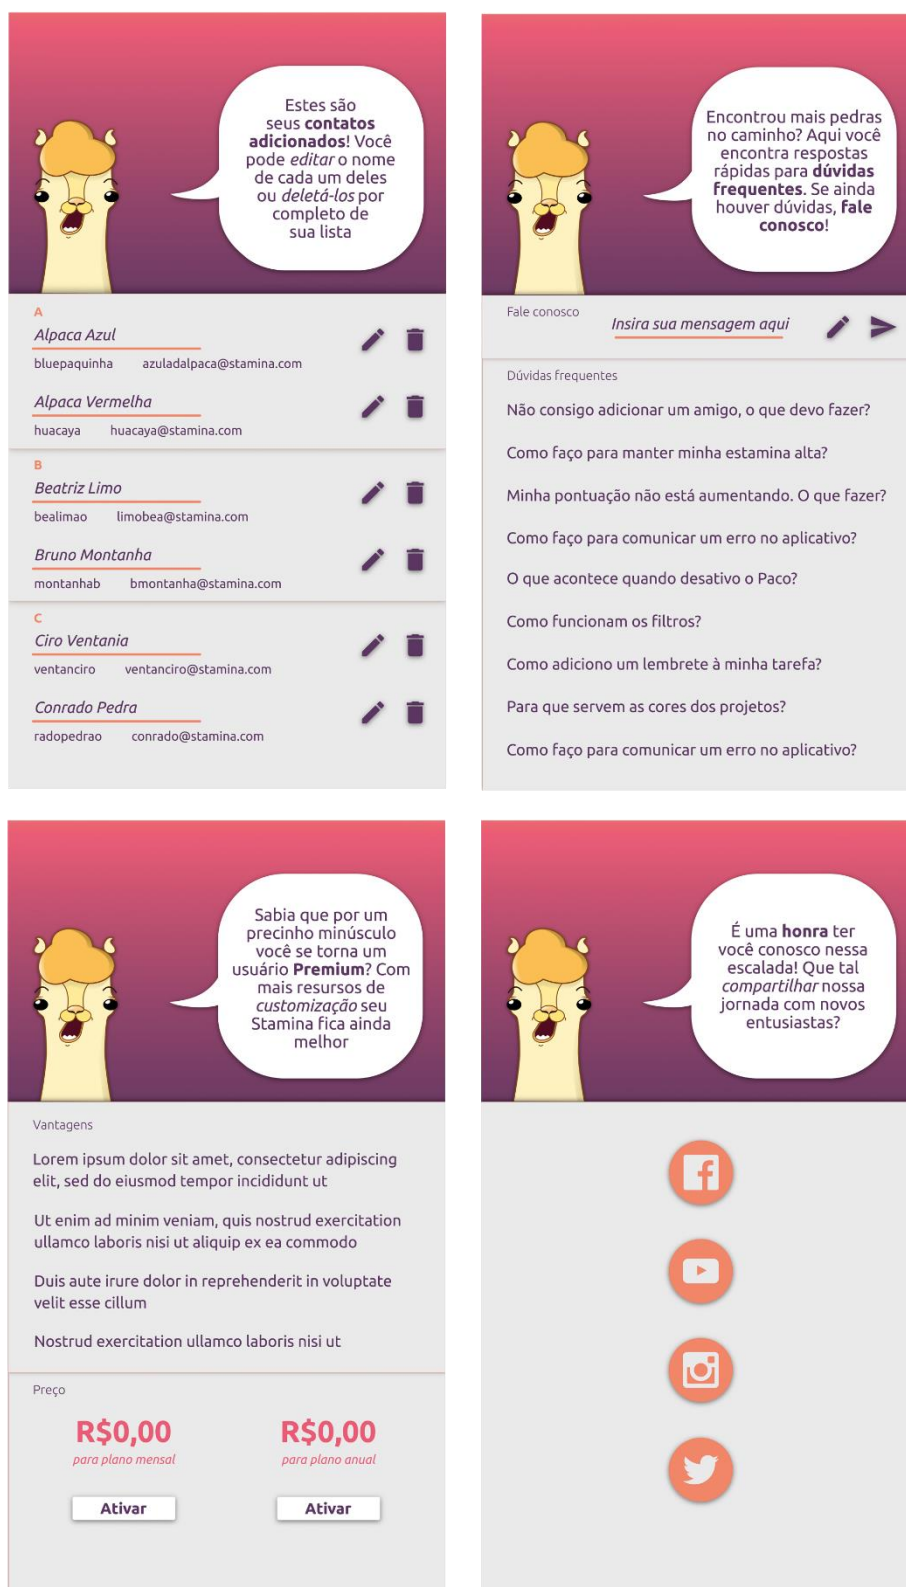 Estes são
seus contatos
adicionados! Você
pode editar o nome
de cada um deles
ou deletá-los por
completo de
sua lista
A
Alpaca Azul
bluepaquinha azuladalpaca@stamina.com
Alpaca Vermelha
huacaya huacaya@stamina.com
B
Beatriz Limo
bealimao limobea@stamina.com
Bruno Montanha
montanhab bmontanha@stamina.com
C
Ciro Ventania
ventanciro ventanciro@stamina.com
Conrado Pedra
radopedrao conrado@stamina.com
Encontrou mais pedras
no caminho? Aqui você
encontra respostas
rápidas para dúvidas
frequentes. Se ainda
houver dúvidas, fale
conosco!
Fale conosco
Insira sua mensagem aqui
Dúvidas frequentes
Não consigo adicionar um amigo, o que devo fazer?
Como faço para manter minha estamina alta?
Minha pontuação não está aumentando. O que fazer?
Como faço para comunicar um erro no aplicativo?
O que acontece quando desativo o Paco?
Como funcionam os filtros?
Como adiciono um lembrete à minha tarefa?
Para que servem as cores dos projetos?
Como faço para comunicar um erro no aplicativo?
Sabia que por um
precinho minúsculo
você se torna um
usuário Premium? Com
mais resursos de
customização seu
Stamina fica ainda
melhor
Vantagens
Lorem ipsum dolor sit amet, consectetur adipiscing
elit, sed do eiusmod tempor incididunt ut
Ut enim ad minim veniam, quis nostrud exercitation
ullamco laboris nisi ut aliquip ex ea commodo
Duis aute irure dolor in reprehenderit in voluptate
velit esse cillum
Nostrud exercitation ullamco laboris nisi ut
Preço
R$0,00 R$0,00
para plano mensal para plano anual
Ativar Ativar
É uma honra ter
você conosco nessa
escalada! Que tal
compartilhar nossa
jornada com novos
entusiastas?